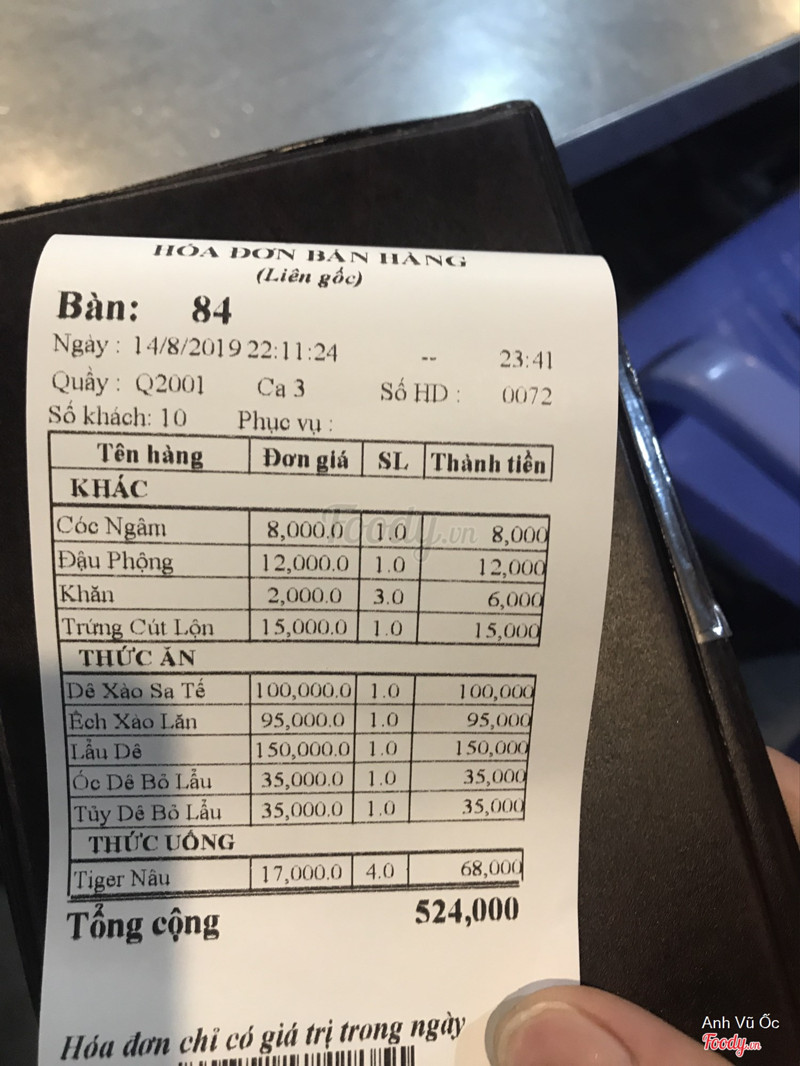 HÓA ĐƠN BÁN HÀNG
(Liên gốc)
Bàn: 84
Ngày : 14/8/2019 22:11:24 -- 23:41
Quầy : Q2001 Ca 3 Số HD : 0072
Số khách: 10 Phục vụ :
Tên hàng Đơn giá SL Thành tiền
KHÁC
Cóc Ngâm 8,000.0 1.0 8,000
Đậu Phộng 12,000.0 1.0 12,000
Khăn 2,000.0 3.0 6,000
Trứng Cút Lộn 15,000.0 1.0 15,000
THỨC ĂN
Dê Xào Sa Tế 100,000.0 1.0 100,000
Ếch Xào Lăn 95,000.0 1.0 95,000
Lẩu Dê 150,000.0 1.0 150,000
Óc Dê Bỏ Lẩu 35,000.0 1.0 35,000
Tủy Dê Bỏ Lẩu 35,000.0 1.0 35,000
THỨC UỐNG
Tiger Nâu 17,000.0 4.0 68,000
Tổng cộng 524,000
Hóa đơn chỉ có giá trị trong ngày
Foody.vn
Anh Vũ Ốc
Foody.vn